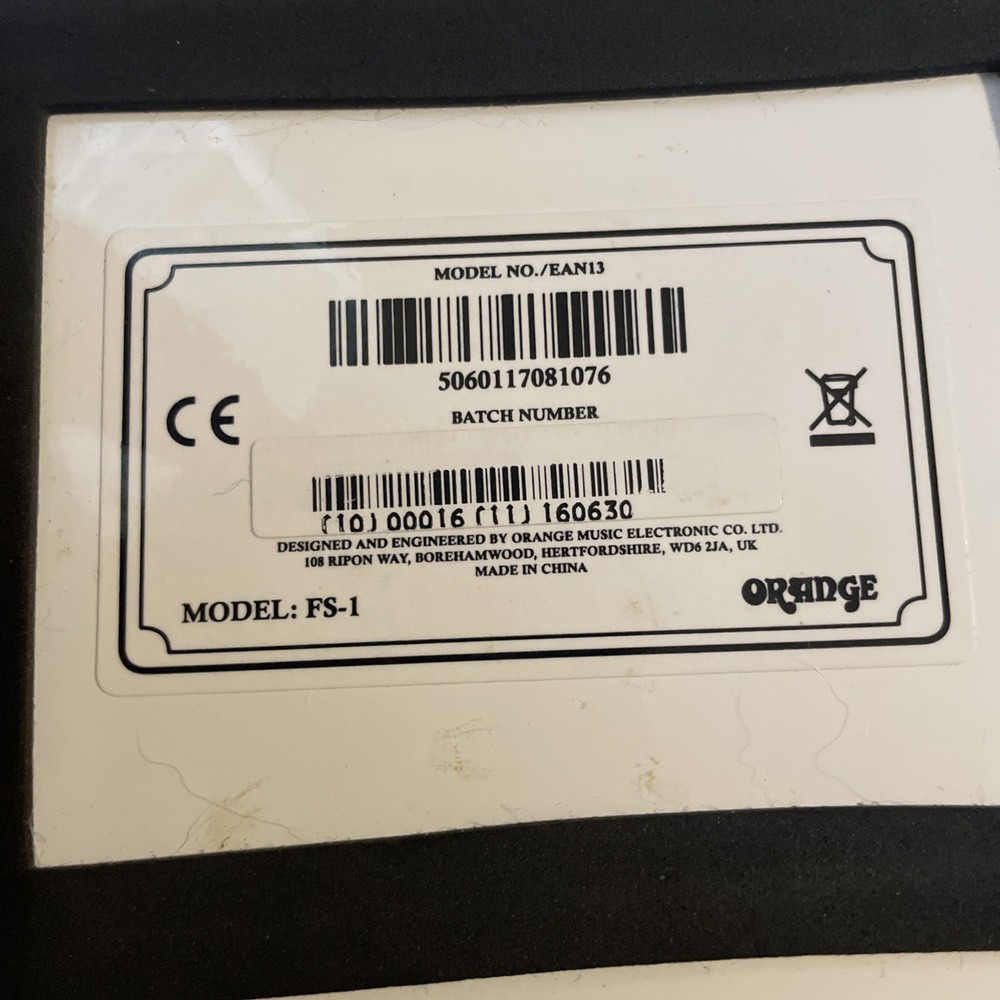 MODEL NO./EAN13
5060117081076
BATCH NUMBER
CE
(10) 00016 (11) 160630
DESIGNED AND ENGINEERED BY ORANGE MUSIC ELECTRONIC CO. LTD.
108 RIPON WAY, BOREHAMWOOD, HERTFORDSHIRE, WD6 2JA, UK
MADE IN CHINA
MODEL: FS-1
ORANGE